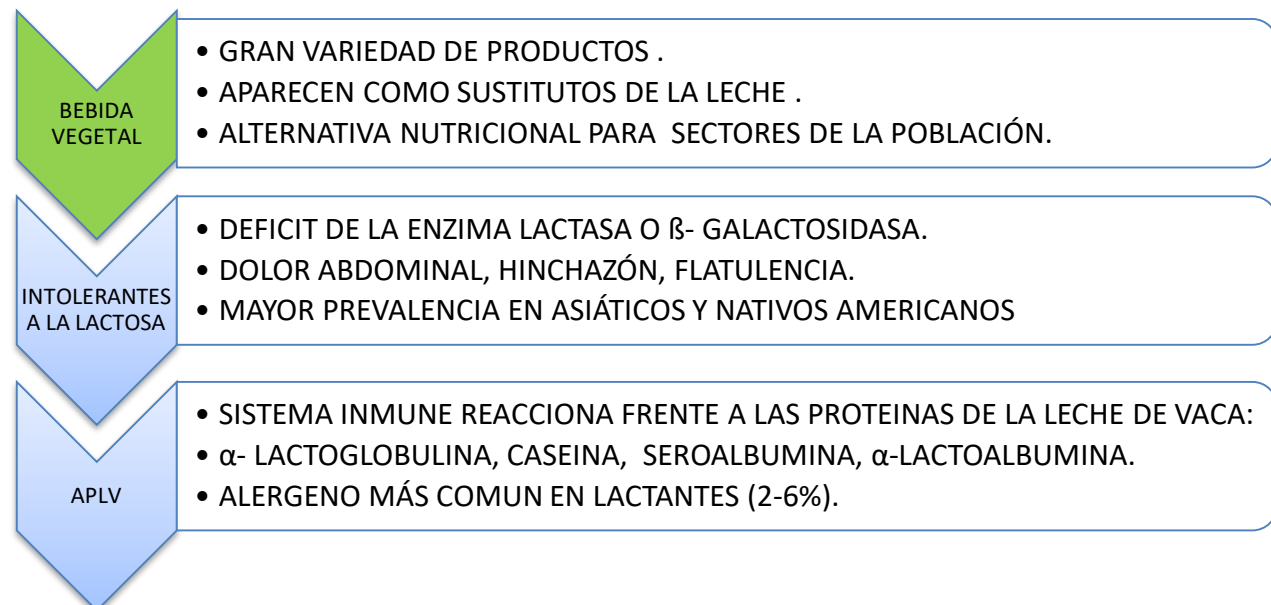 BEBIDA
VEGETAL
• GRAN VARIEDAD DE PRODUCTOS .
• APARECEN COMO SUSTITUTOS DE LA LECHE .
• ALTERNATIVA NUTRICIONAL PARA SECTORES DE LA POBLACIÓN.
INTOLERANTES
A LA LACTOSA
• DEFICIT DE LA ENZIMA LACTASA O ß- GALACTOSIDASA.
• DOLOR ABDOMINAL, HINCHAZÓN, FLATULENCIA.
• MAYOR PREVALENCIA EN ASIÁTICOS Y NATIVOS AMERICANOS
APLV
• SISTEMA INMUNE REACCIONA FRENTE A LAS PROTEINAS DE LA LECHE DE VACA:
• α- LACTOGLOBULINA, CASEINA, SEROALBUMINA, α-LACTOALBUMINA.
• ALERGENO MÁS COMUN EN LACTANTES (2-6%).